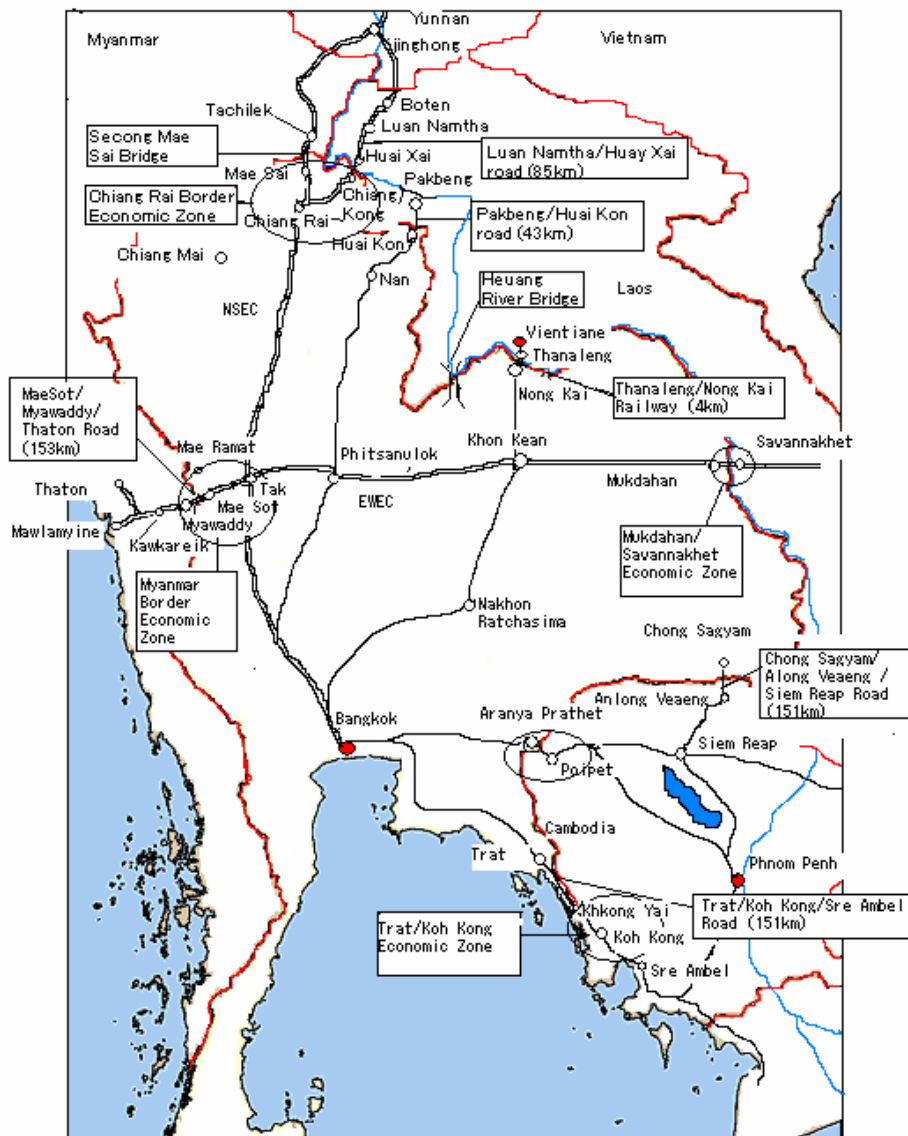 Yunnan
Myanmar
jinghong
Vietnam
Boten
Tachilek
Luan Namtha
Secong Mae
Sai Bridge
Huai Xai
Luan Namtha/Huay Xai
road (85km)
Mae Sai
Pakbeng
Chiang Rai Border
Economic Zone
Chiang
Kong
Chiang Rai
Pakbeng/Huai Kon
road (43km)
Huai Kon
Chiang Mai
Nan
Heuang
River Bridge
Laos
NSEC
Vientiane
Thanaleng
MaeSot/
Myawaddy/
Thaton Road
(153km)
Nong Kai
Thanaleng/Nong Kai
Railway (4km)
Mae Ramat
Phitsanulok
Khon Kean
Savannakhet
Mukdahan
Thaton
Tak
Mae Sot
EWEC
Myawaddy
Mawlamyine
Kawkareik
Mukdahan/
Savannakhet
Economic Zone
Myanmar
Border
Economic
Zone
Nakhon
Ratchasima
Chong Sagyam
Chong Sagyam/
Along Veaeng /
Siem Reap Road
(151km)
Anlong Veaeng
Bangkok
Aranya Prathet
Siem Reap
Poipet
Cambodia
Trat
Phnom Penh
Trat/Koh Kong/Sre Ambel
Road (151km)
Khkong Yai
Trat/Koh Kong
Economic Zone
Koh Kong
Sre Ambel